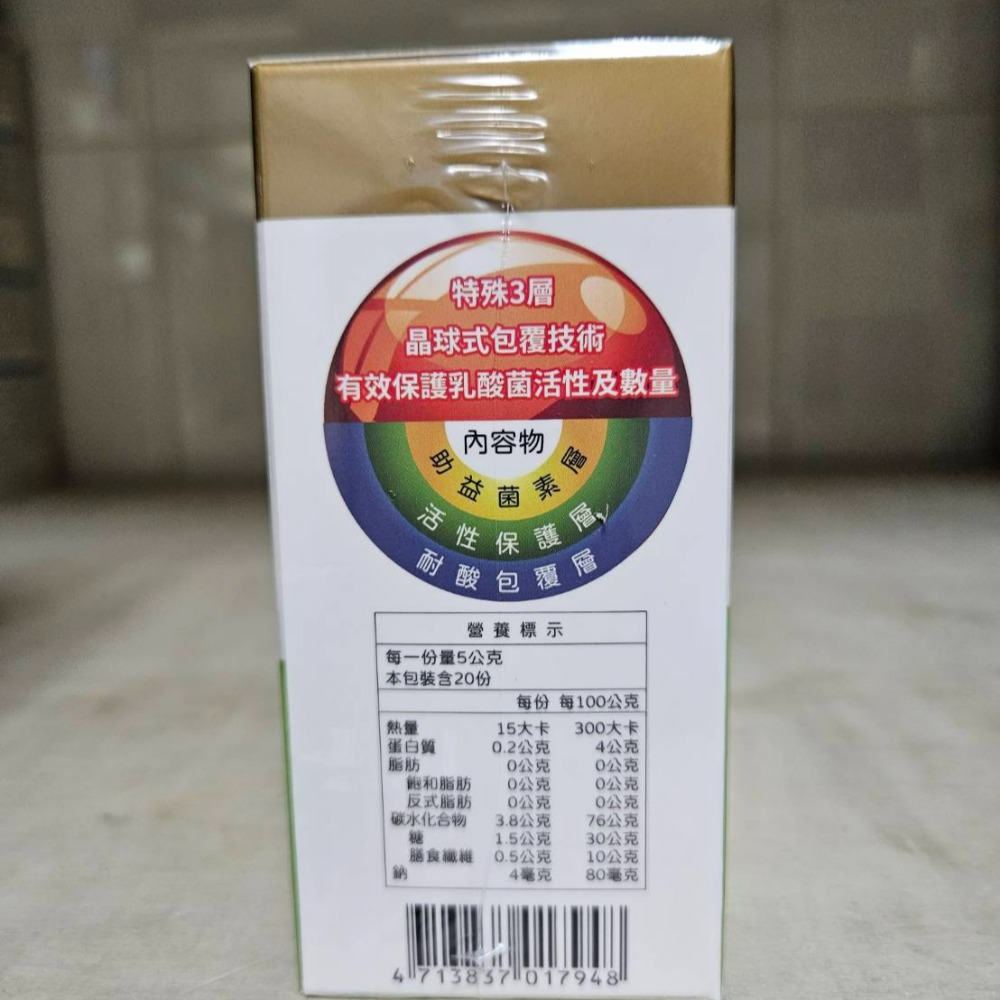 特殊3層
晶球式包覆技術
有效保護乳酸菌活性及數量
內容物
助益菌素層
活性保護層
耐酸包覆層
營養標示
每一份量5公克
本包裝含20份
每份 每100公克
熱量 15大卡 300大卡
蛋白質 0.2公克 4公克
脂肪 0公克 0公克
飽和脂肪 0公克 0公克
反式脂肪 0公克 0公克
碳水化合物 3.8公克 76公克
糖 1.5公克 30公克
膳食纖維 0.5公克 10公克
鈉 4毫克 80毫克
4 713837 017948